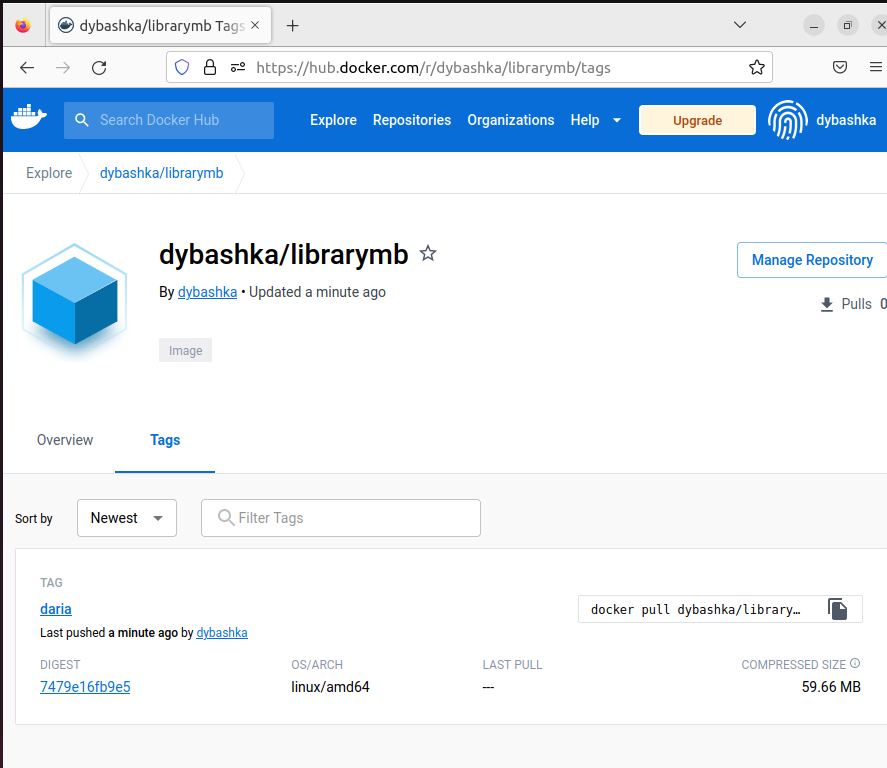 dybashka/librarymb Tags
https://hub.docker.com/r/dybashka/librarymb/tags
Search Docker Hub
Explore
Repositories
Organizations
Help
Upgrade
dybashka
Explore
dybashka/librarymb
dybashka/librarymb
Manage Repository
By dybashka • Updated a minute ago
Pulls 0
Image
Overview
Tags
Sort by
Newest
Filter Tags
TAG
daria
docker pull dybashka/library…
Last pushed a minute ago by dybashka
DIGEST
OS/ARCH
LAST PULL
COMPRESSED SIZE
7479e16fb9e5
linux/amd64
---
59.66 MB